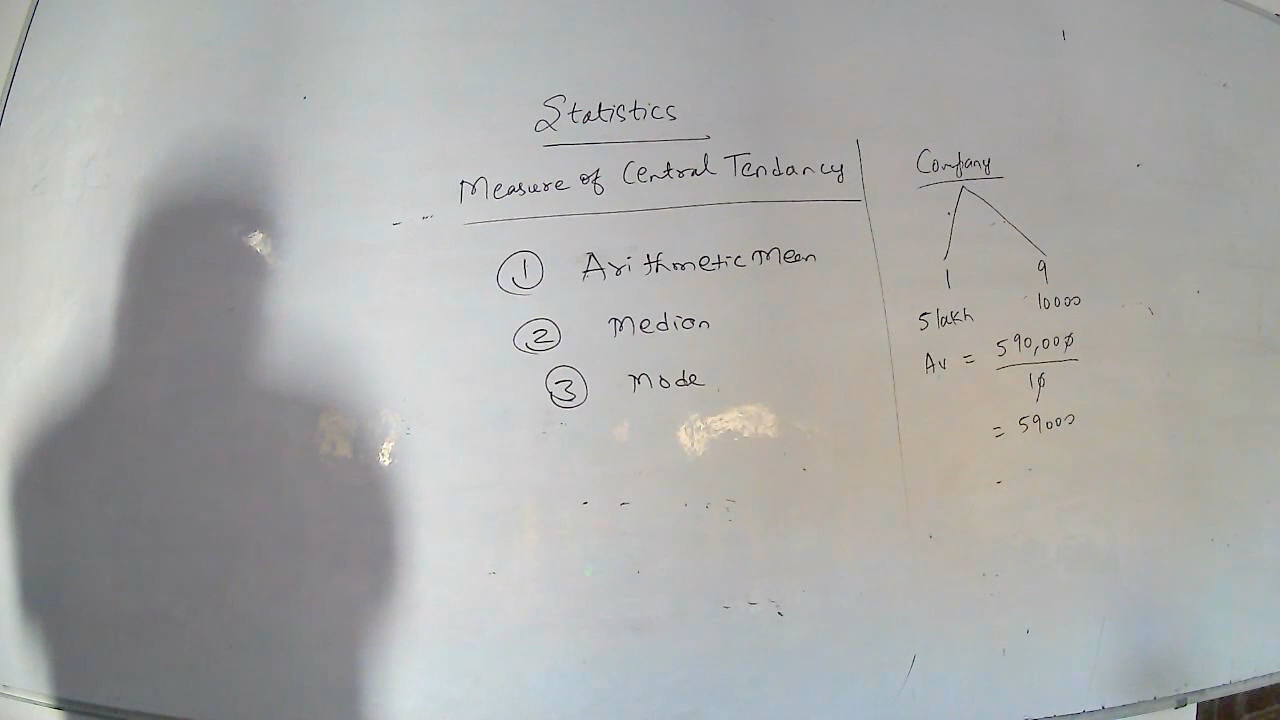 Statistics
Measure of Central Tendancy
1 Arithmetic Mean
2 Median
3 Mode
Company
1 9
5 lakh 10000
Av = 590,000
10
= 59000